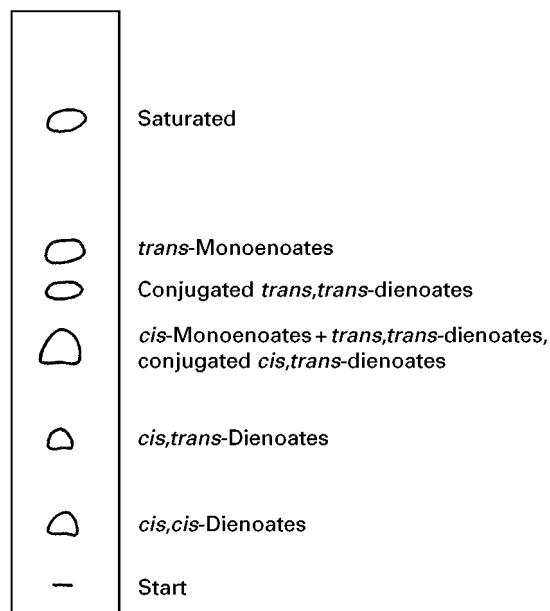 Saturated
trans-Monoenoates
Conjugated trans,trans-dienoates
cis-Monoenoates + trans,trans-dienoates,
conjugated cis,trans-dienoates
cis,trans-Dienoates
cis,cis-Dienoates
Start